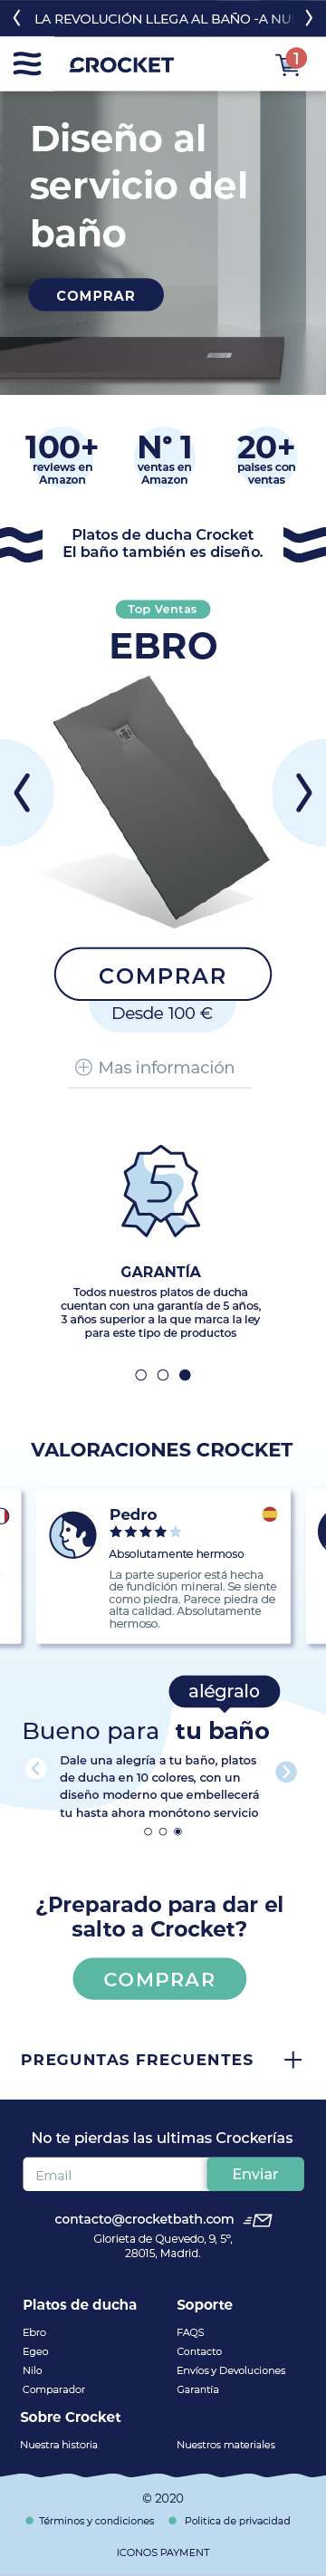 LA REVOLUCIÓN LLEGA AL BAÑO -A NU
CROCKET
1
Diseño al
servicio del
baño
COMPRAR
100+
reviews en
Amazon
Nº 1
ventas en
Amazon
20+
paises con
ventas
Platos de ducha Crocket
El baño también es diseño.
Top Ventas
EBRO
COMPRAR
Desde 100 €
Mas información
5
GARANTÍA
Todos nuestros platos de ducha
cuentan con una garantía de 5 años,
3 años superior a la que marca la ley
para este tipo de productos
VALORACIONES CROCKET
Pedro
Absolutamente hermoso
La parte superior está hecha
de fundición mineral. Se siente
como piedra. Parece piedra de
alta calidad. Absolutamente
hermoso.
alégralo
Bueno para tu baño
Dale una alegría a tu baño, platos
de ducha en 10 colores, con un
diseño moderno que embellecerá
tu hasta ahora monótono servicio
¿Preparado para dar el
salto a Crocket?
COMPRAR
PREGUNTAS FRECUENTES
No te pierdas las ultimas Crockerías
Email
Enviar
contacto@crocketbath.com
Glorieta de Quevedo, 9, 5º,
28015, Madrid.
Platos de ducha
Ebro
Egeo
Nilo
Comparador
Soporte
FAQS
Contacto
Envíos y Devoluciones
Garantía
Sobre Crocket
Nuestra historia
Nuestros materiales
© 2020
Términos y condiciones
Politica de privacidad
ICONOS PAYMENT